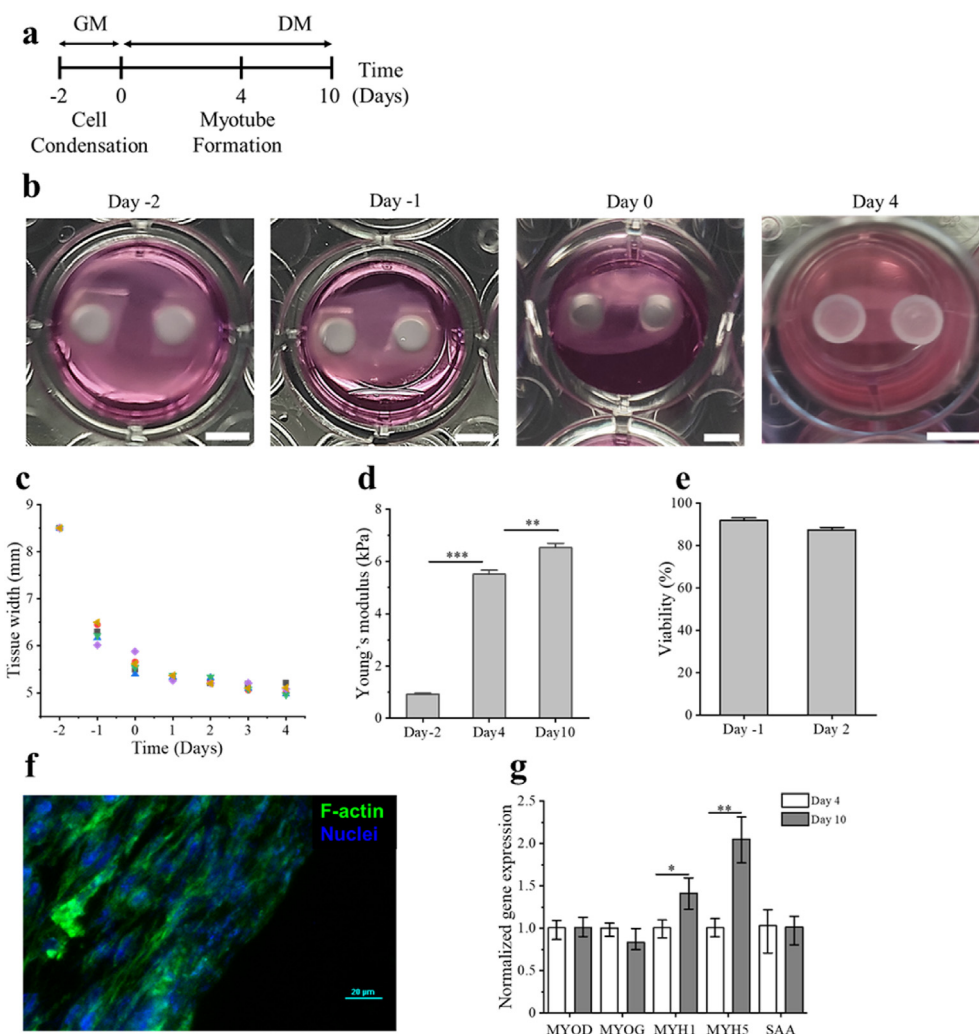 a
GM DM
-2 0 4 10
Time
(Days)
Cell
Condensation
Myotube
Formation
b
Day -2 Day -1 Day 0 Day 4
c
Tissue width (mm)
9
8
7
6
5
-2 -1 0 1 2 3 4
Time (Days)
d
Young's modulus (kPa)
8
6
4
2
0
***
**
Day-2 Day4 Day10
e
Viability (%)
100
80
60
40
20
0
Day -1 Day 2
f
F-actin
Nuclei
20 µm
g
Normalized gene expression
2.5
2.0
1.5
1.0
0.5
0.0
*
**
Day 4
Day 10
MYOD MYOG MYH1 MYH5 SAA